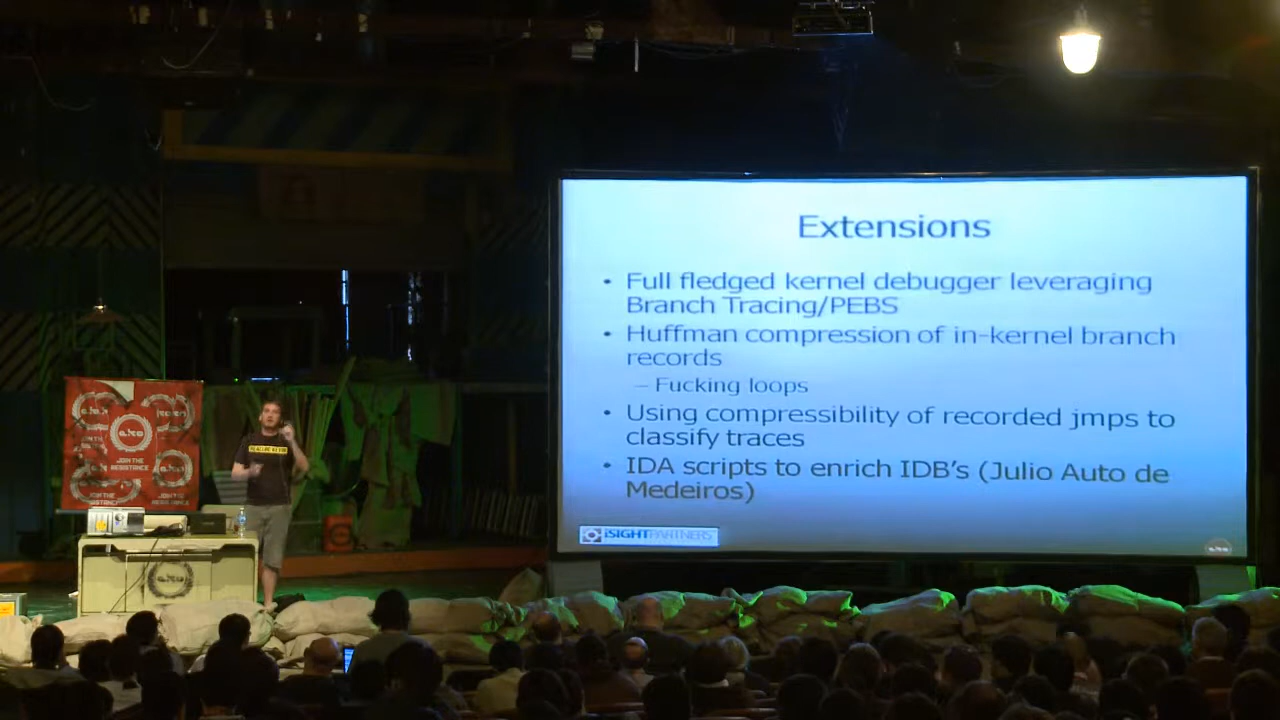 Extensions
• Full fledged kernel debugger leveraging
Branch Tracing/PEBS
• Huffman compression of in-kernel branch
records
– Fucking loops
• Using compressibility of recorded jmps to
classify traces
• IDA scripts to enrich IDB's (Julio Auto de
Medeiros)
iSIGHTPARTNERS
JOIN THE
RESISTANCE